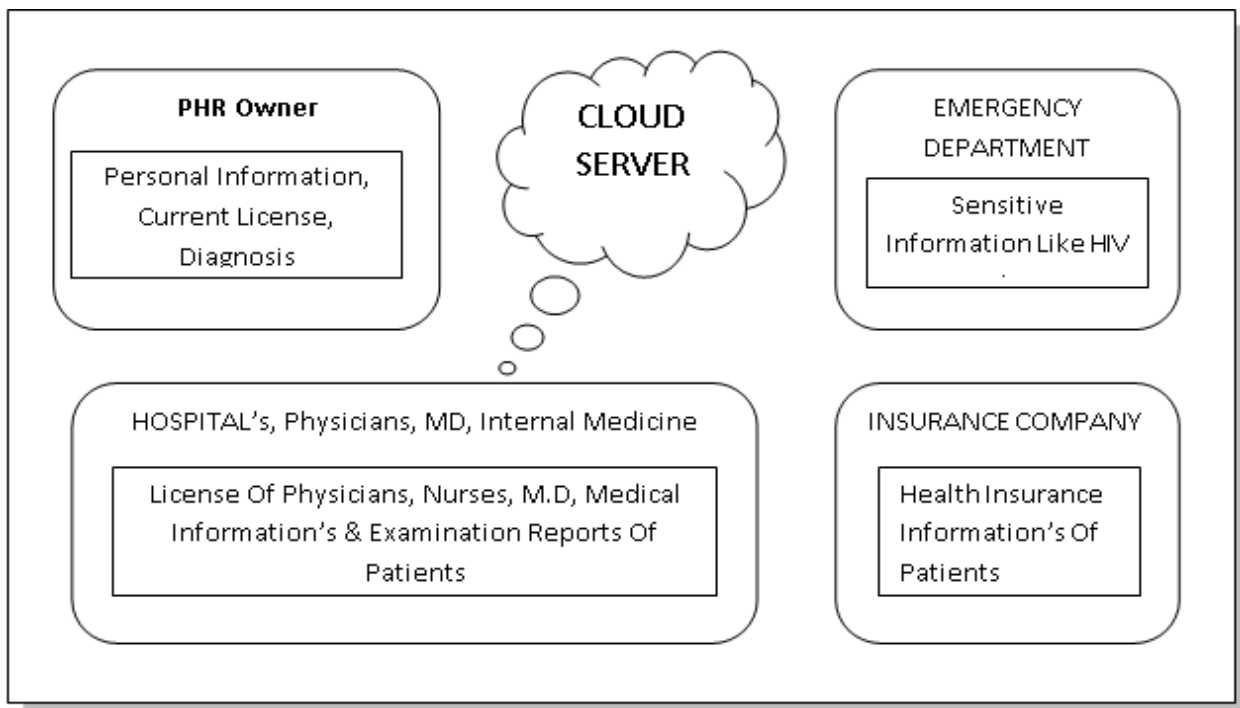 PHR Owner
Personal Information,
Current License,
Diagnosis
CLOUD
SERVER
EMERGENCY
DEPARTMENT
Sensitive
Information Like HIV
.
HOSPITAL's, Physicians, MD, Internal Medicine
License Of Physicians, Nurses, M.D, Medical
Information's & Examination Reports Of
Patients
INSURANCE COMPANY
Health Insurance
Information's Of
Patients